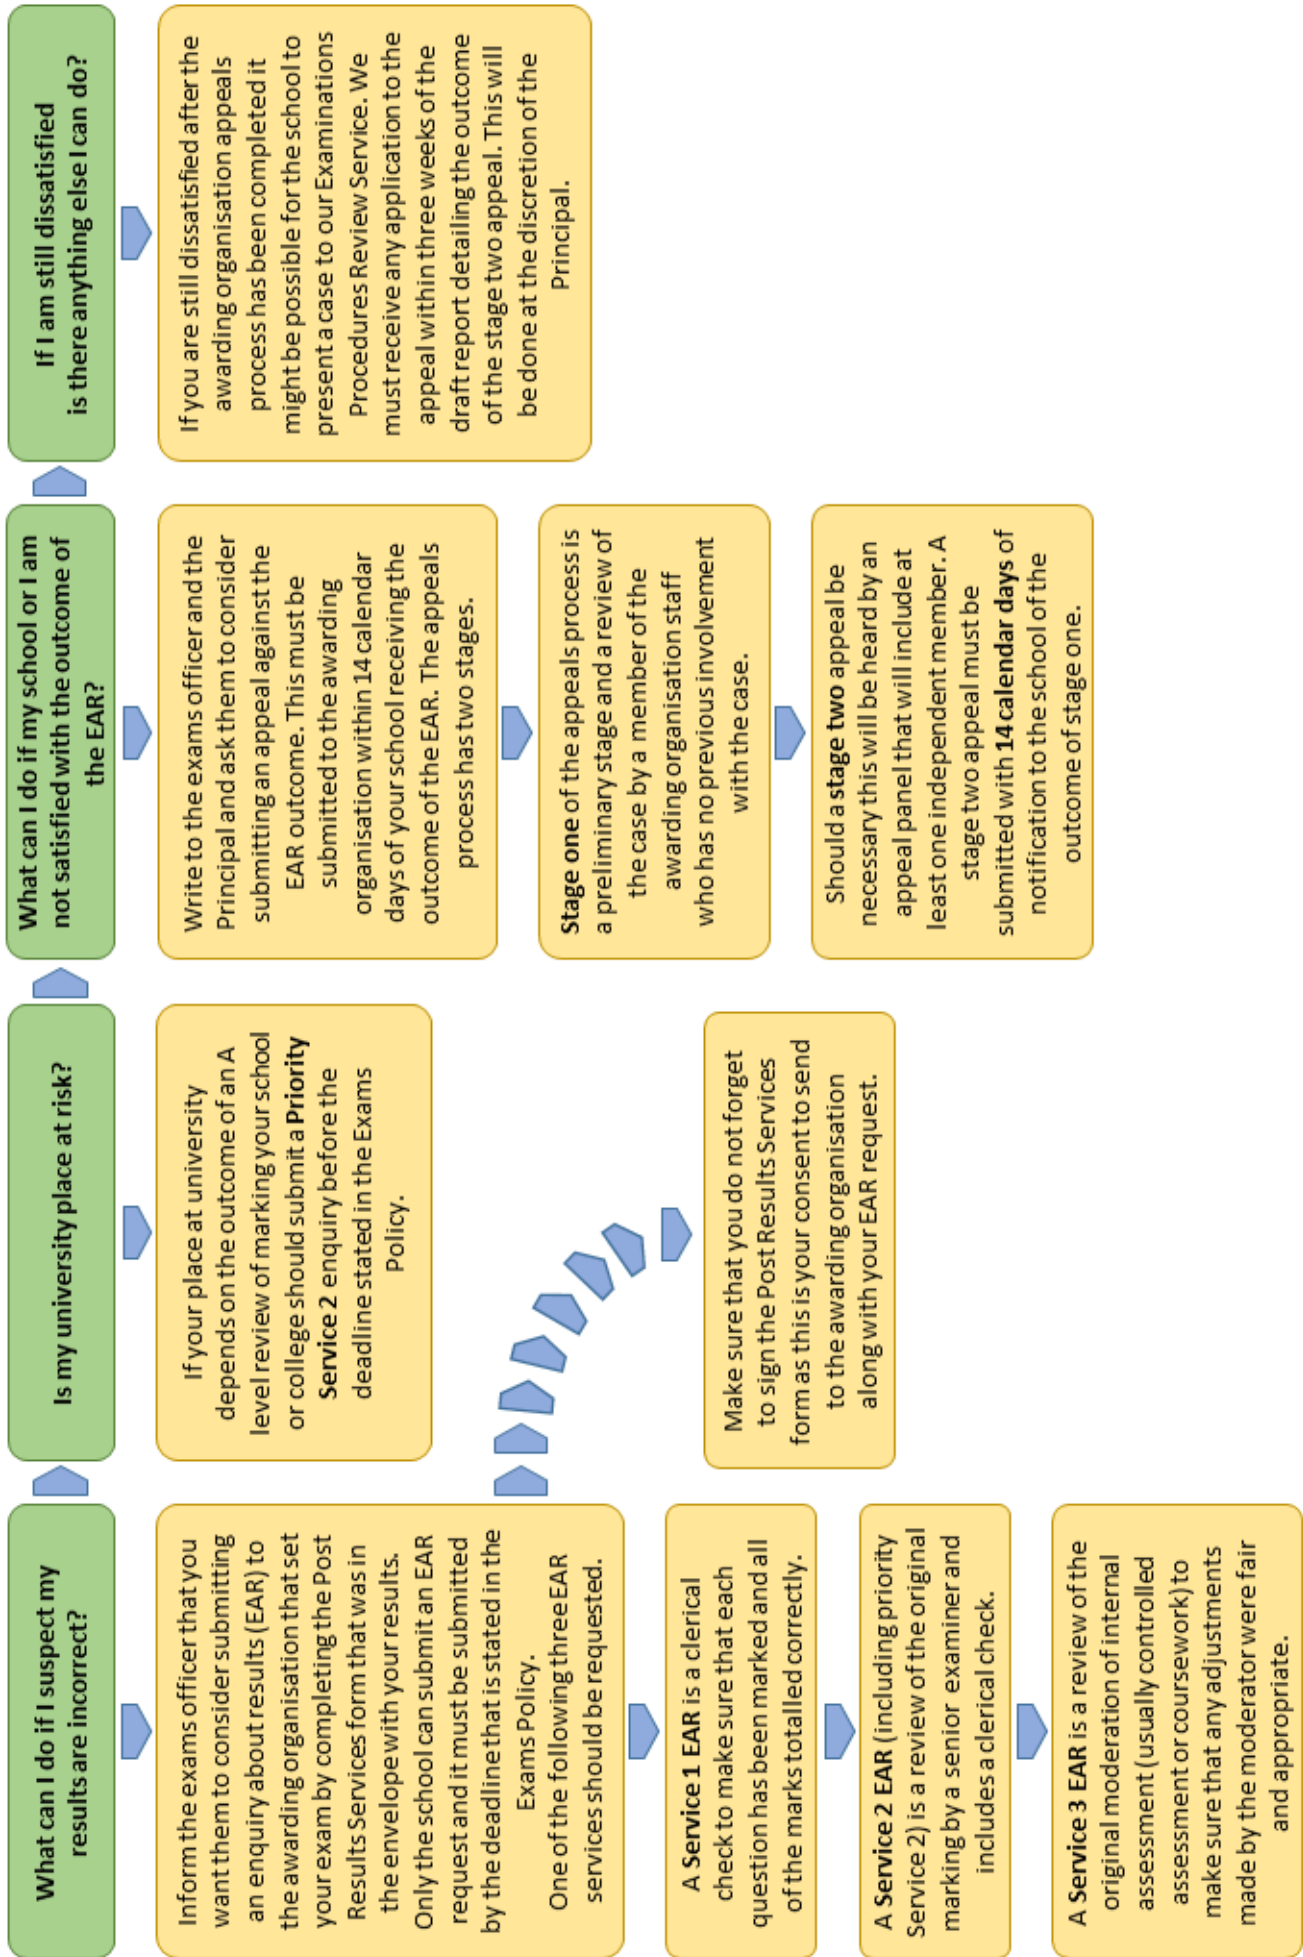 What can I do if I suspect my
results are incorrect?
Inform the exams officer that you
want them to consider submitting
an enquiry about results (EAR) to
the awarding organisation that set
your exam by completing the Post
Results Services form that was in
the envelope with your results.
Only the school can submit an EAR
request and it must be submitted
by the deadline that is stated in the
Exams Policy.
One of the following three EAR
services should be requested.
A Service 1 EAR is a clerical
check to make sure that each
question has been marked and all
of the marks totalled correctly.
A Service 2 EAR (including priority
Service 2) is a review of the original
marking by a senior examiner and
includes a clerical check.
A Service 3 EAR is a review of the
original moderation of internal
assessment (usually controlled
assessment or coursework) to
make sure that any adjustments
made by the moderator were fair
and appropriate.
Is my university place at risk?
If your place at university
depends on the outcome of an A
level review of marking your school
or college should submit a Priority
Service 2 enquiry before the
deadline stated in the Exams
Policy.
Make sure that you do not forget
to sign the Post Results Services
form as this is your consent to send
to the awarding organisation
along with your EAR request.
What can I do if my school or I am
not satisfied with the outcome of
the EAR?
Write to the exams officer and the
Principal and ask them to consider
submitting an appeal against the
EAR outcome. This must be
submitted to the awarding
organisation within 14 calendar
days of your school receiving the
outcome of the EAR. The appeals
process has two stages.
Stage one of the appeals process is
a preliminary stage and a review of
the case by a member of the
awarding organisation staff
who has no previous involvement
with the case.
Should a stage two appeal be
necessary this will be heard by an
appeal panel that will include at
least one independent member. A
stage two appeal must be
submitted with 14 calendar days of
notification to the school of the
outcome of stage one.
If I am still dissatisfied
is there anything else I can do?
If you are still dissatisfied after the
awarding organisation appeals
process has been completed it
might be possible for the school to
present a case to our Examinations
Procedures Review Service. We
must receive any application to the
appeal within three weeks of the
draft report detailing the outcome
of the stage two appeal. This will
be done at the discretion of the
Principal.